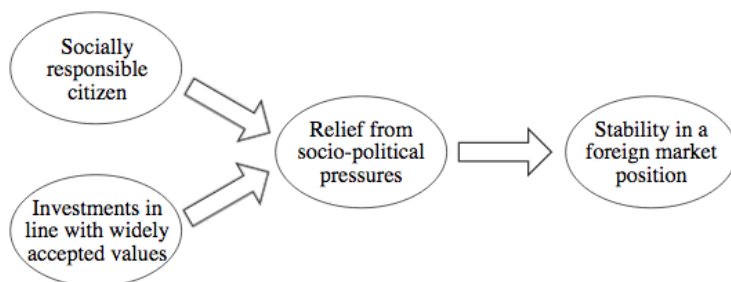 Socially
responsible
citizen
Investments in
line with widely
accepted values
Relief from
socio-political
pressures
Stability in a
foreign market
position